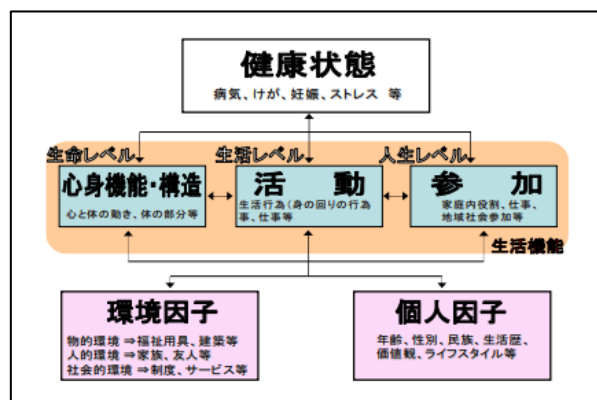 健康状態
病気、けが、妊娠、ストレス 等
生命レベル
生活レベル
人生レベル
心身機能・構造
心と体の動き、体の部分等
活 動
生活行為(身の回りの行為
事、仕事等
参 加
家庭内役割、仕事、
地域社会参加等
生活機能
環境因子
物的環境 ⇒福祉用具、建築等
人的環境 ⇒家族、友人等
社会的環境 ⇒制度、サービス等
個人因子
年齢、性別、民族、生活歴、
価値観、ライフスタイル等